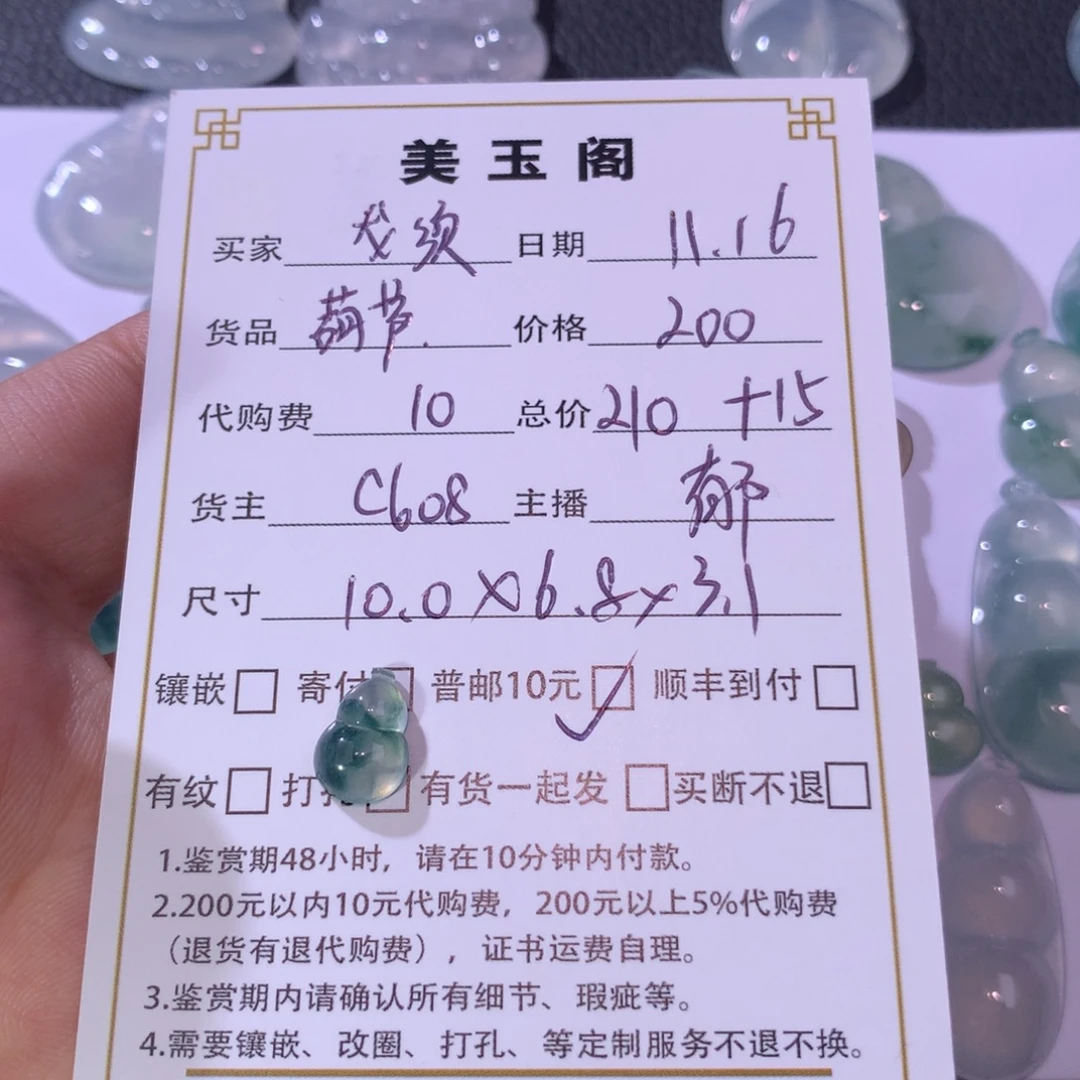 美玉阁
买家 日期 11.16
货品 葫芦. 价格 200
代购费 10 总价 210 +15
货主 C608 主播 郁
尺寸 10.0×6.8×3.1
镶嵌 寄付 普邮10元 顺丰到付
有纹 打孔 有货一起发 买断不退
1.鉴赏期48小时，请在10分钟内付款。
2.200元以内10元代购费，200元以上5%代购费
（退货有退代购费），证书运费自理。
3.鉴赏期内请确认所有细节、瑕疵等。
4.需要镶嵌、改圈、打孔、等定制服务不退不换。